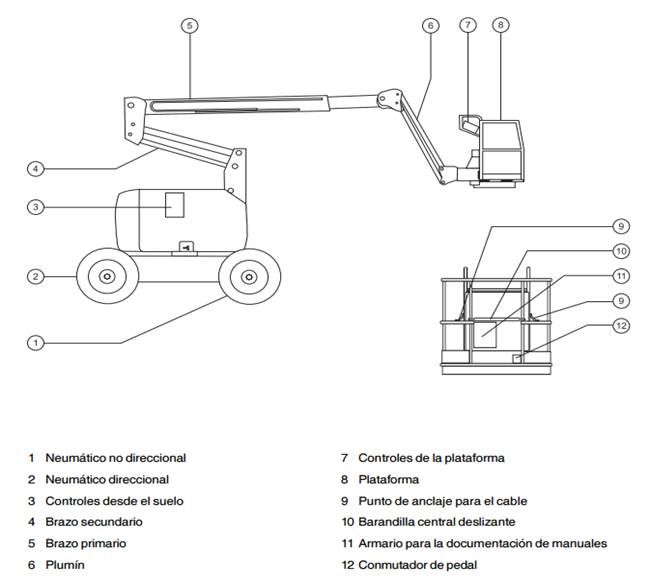 5
6
7
8
4
3
9
10
11
2
9
12
1
1 Neumático no direccional
2 Neumático direccional
3 Controles desde el suelo
4 Brazo secundario
5 Brazo primario
6 Plumín
7 Controles de la plataforma
8 Plataforma
9 Punto de anclaje para el cable
10 Barandilla central deslizante
11 Armario para la documentación de manuales
12 Conmutador de pedal